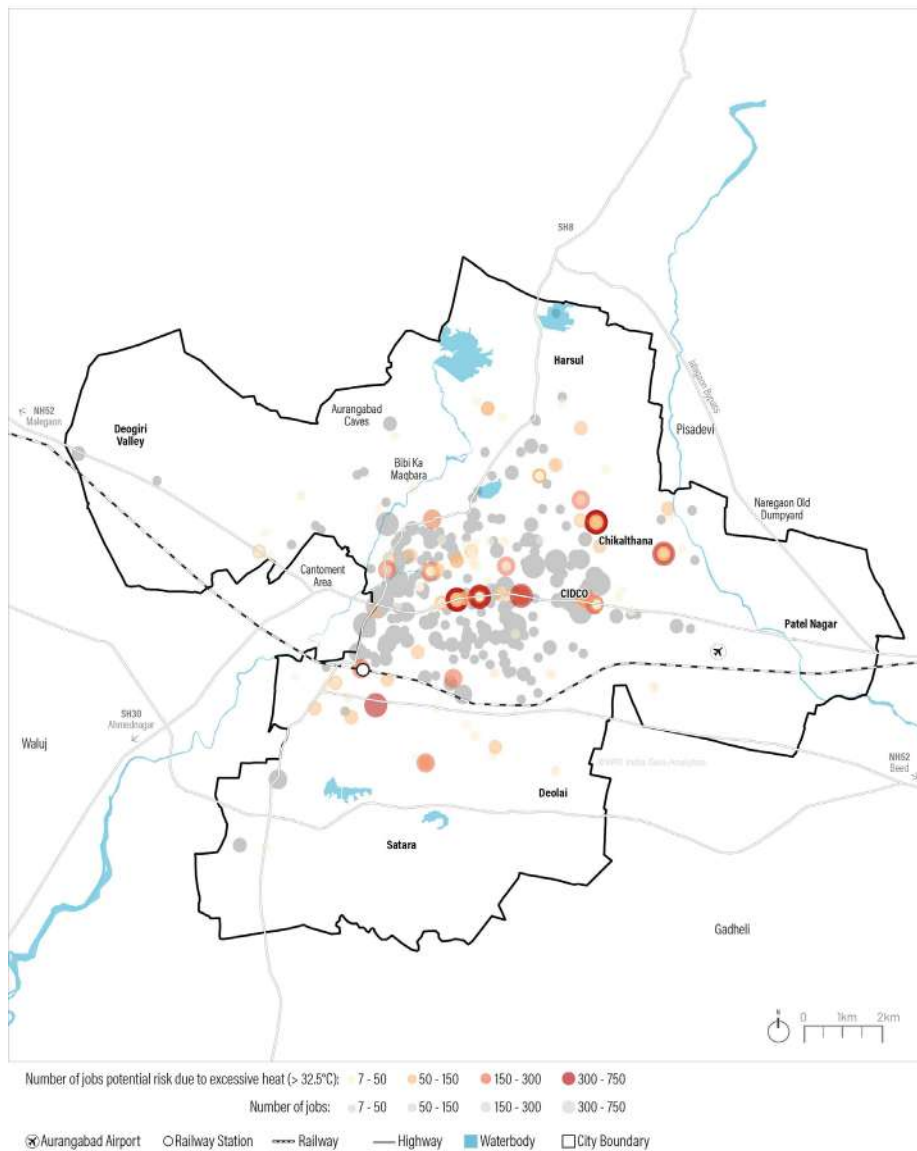 SH8
Harsul
Jalagaon Bypass
Aurangabad
Caves
NH52
Malegaon
Deogiri
Valley
Pisadevi
Bibi Ka
Maqbara
Naregaon Old
Dumpyard
Chikalthana
Cantoment
Area
CIDCO
Patel Nagar
SH30
Ahmednagar
Waluj
NH52
Beed
Deolai
Satara
Gadheli
N
0 1km 2km
Number of jobs potential risk due to excessive heat (> 32.5°C): 7 - 50 50 - 150 150 - 300 300 - 750
Number of jobs: 7 - 50 50 - 150 150 - 300 300 - 750
Aurangabad Airport Railway Station Railway Highway Waterbody City Boundary